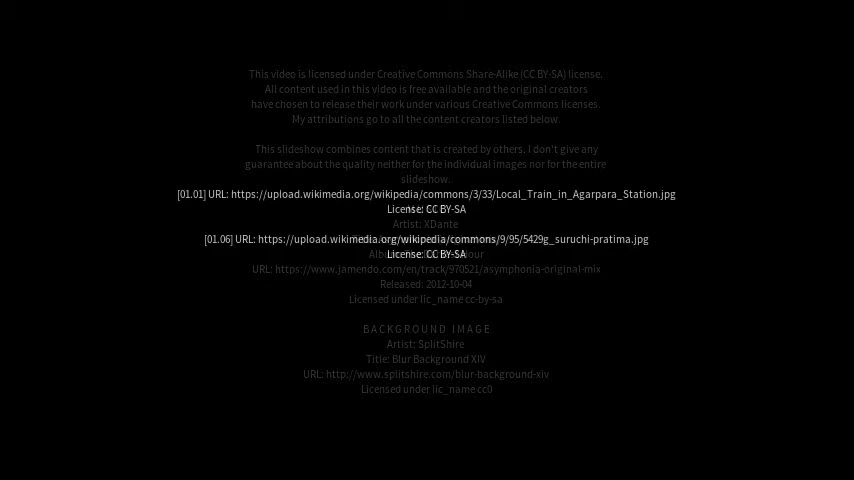 This video is licensed under Creative Commons Share-Alike (CC BY-SA) license.
All content used in this video is free available and the original creators
have chosen to release their work under various Creative Commons licenses.
My attributions go to all the content creators listed below.
This slideshow combines content that is created by others. I don't give any
guarantee about the quality neither for the individual images nor for the entire
slideshow.
[01.01] URL: https://upload.wikimedia.org/wikipedia/commons/3/33/Local_Train_in_Agarpara_Station.jpg
License: CC BY-SA
Artist: XDante
[01.06] URL: https://upload.wikimedia.org/wikipedia/commons/9/95/5429g_suruchi-pratima.jpg
License: CC BY-SA
URL: https://www.jamendo.com/en/track/970521/asymphonia-original-mix
Released: 2012-10-04
Licensed under lic_name cc-by-sa
BACKGROUND IMAGE
Artist: SplitShire
Title: Blur Background XIV
URL: http://www.splitshire.com/blur-background-xiv
Licensed under lic_name cc0